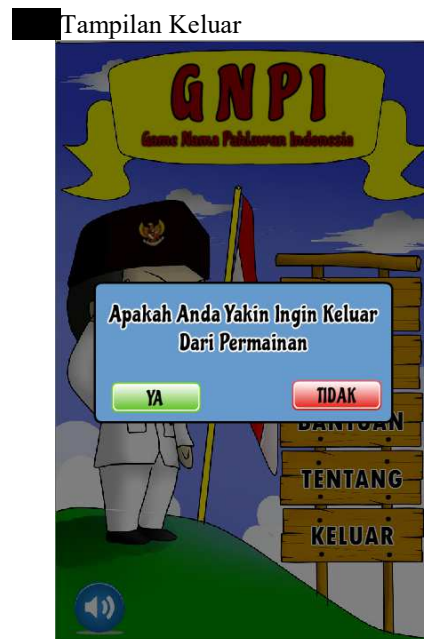 Tampilan Keluar
GNPI
Game Nama Pahlawan Indonesia
Apakah Anda Yakin Ingin Keluar
Dari Permainan
YA
TIDAK
BANTUAN
TENTANG
KELUAR